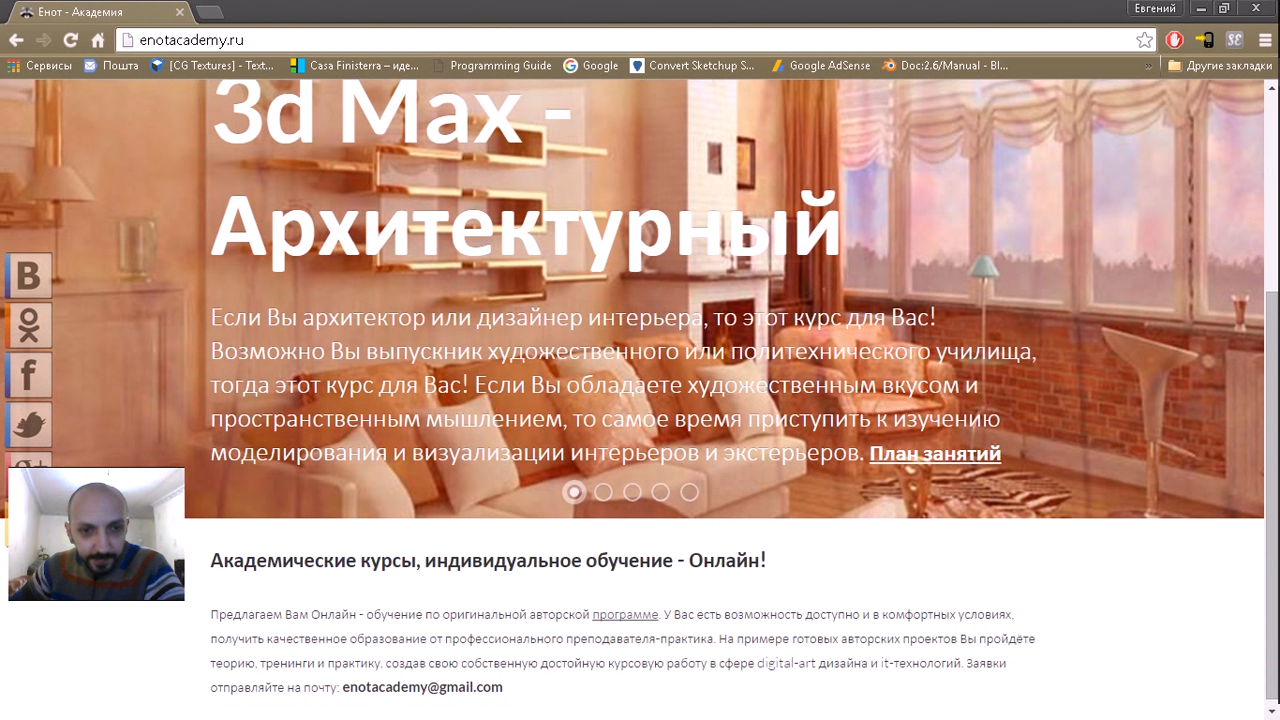 Енот - Академия
Евгений
enotacademy.ru
Сервисы Почта [CG Textures] - Text... Casa Finisterra – иде... Programming Guide Google Convert Sketchup S... Google AdSense Doc:2.6/Manual - Bl... » Другие закладки
3d Max -
Архитектурный
Если Вы архитектор или дизайнер интерьера, то этот курс для Вас!
Возможно Вы выпускник художественного или политехнического училища,
тогда этот курс для Вас! Если Вы обладаете художественным вкусом и
пространственным мышлением, то самое время приступить к изучению
моделирования и визуализации интерьеров и экстерьеров. План занятий
Академические курсы, индивидуальное обучение - Онлайн!
Предлагаем Вам Онлайн - обучение по оригинальной авторской программе. У Вас есть возможность доступно и в комфортных условиях,
получить качественное образование от профессионального преподавателя-практика. На примере готовых авторских проектов Вы пройдёте
теорию, тренинги и практику, создав свою собственную достойную курсовую работу в сфере digital-art дизайна и it-технологий. Заявки
отправляйте на почту: enotacademy@gmail.com